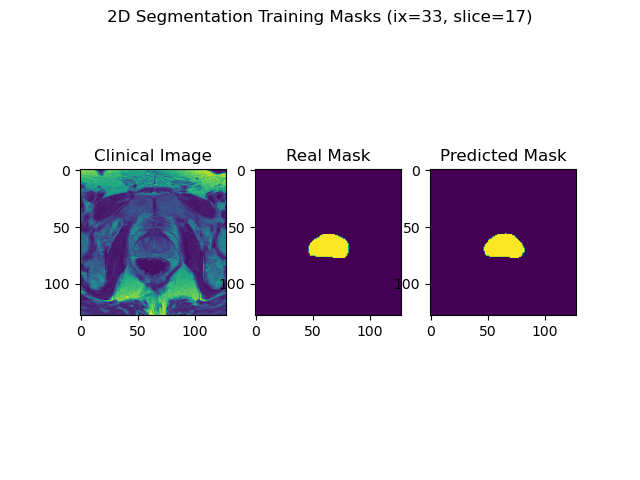 2D Segmentation Training Masks (ix=33, slice=17)
Clinical Image Real Mask Predicted Mask
0 0 0
50 50 50
100 100 100
0 50 100 0 50 100 0 50 100